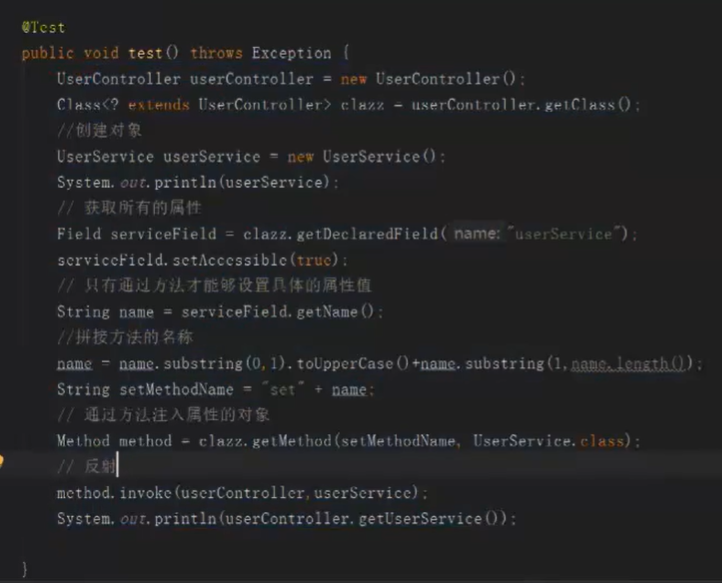 @Test
public void test() throws Exception {
UserController userController = new UserController();
Class<? extends UserController> clazz = userController.getClass();
//创建对象
UserService userService = new UserService();
System.out.println(userService);
// 获取所有的属性
Field serviceField = clazz.getDeclaredField( name: "userService");
serviceField.setAccessible(true);
// 只有通过方法才能够设置具体的属性值
String name = serviceField.getName();
//拼接方法的名称
name = name.substring(0,1).toUpperCase()+name.substring(1,name.length());
String setMethodName = "set" + name;
// 通过方法注入属性的对象
Method method = clazz.getMethod(setMethodName, UserService.class);
// 反射
method.invoke(userController,userService);
System.out.println(userController.getUserService());
}